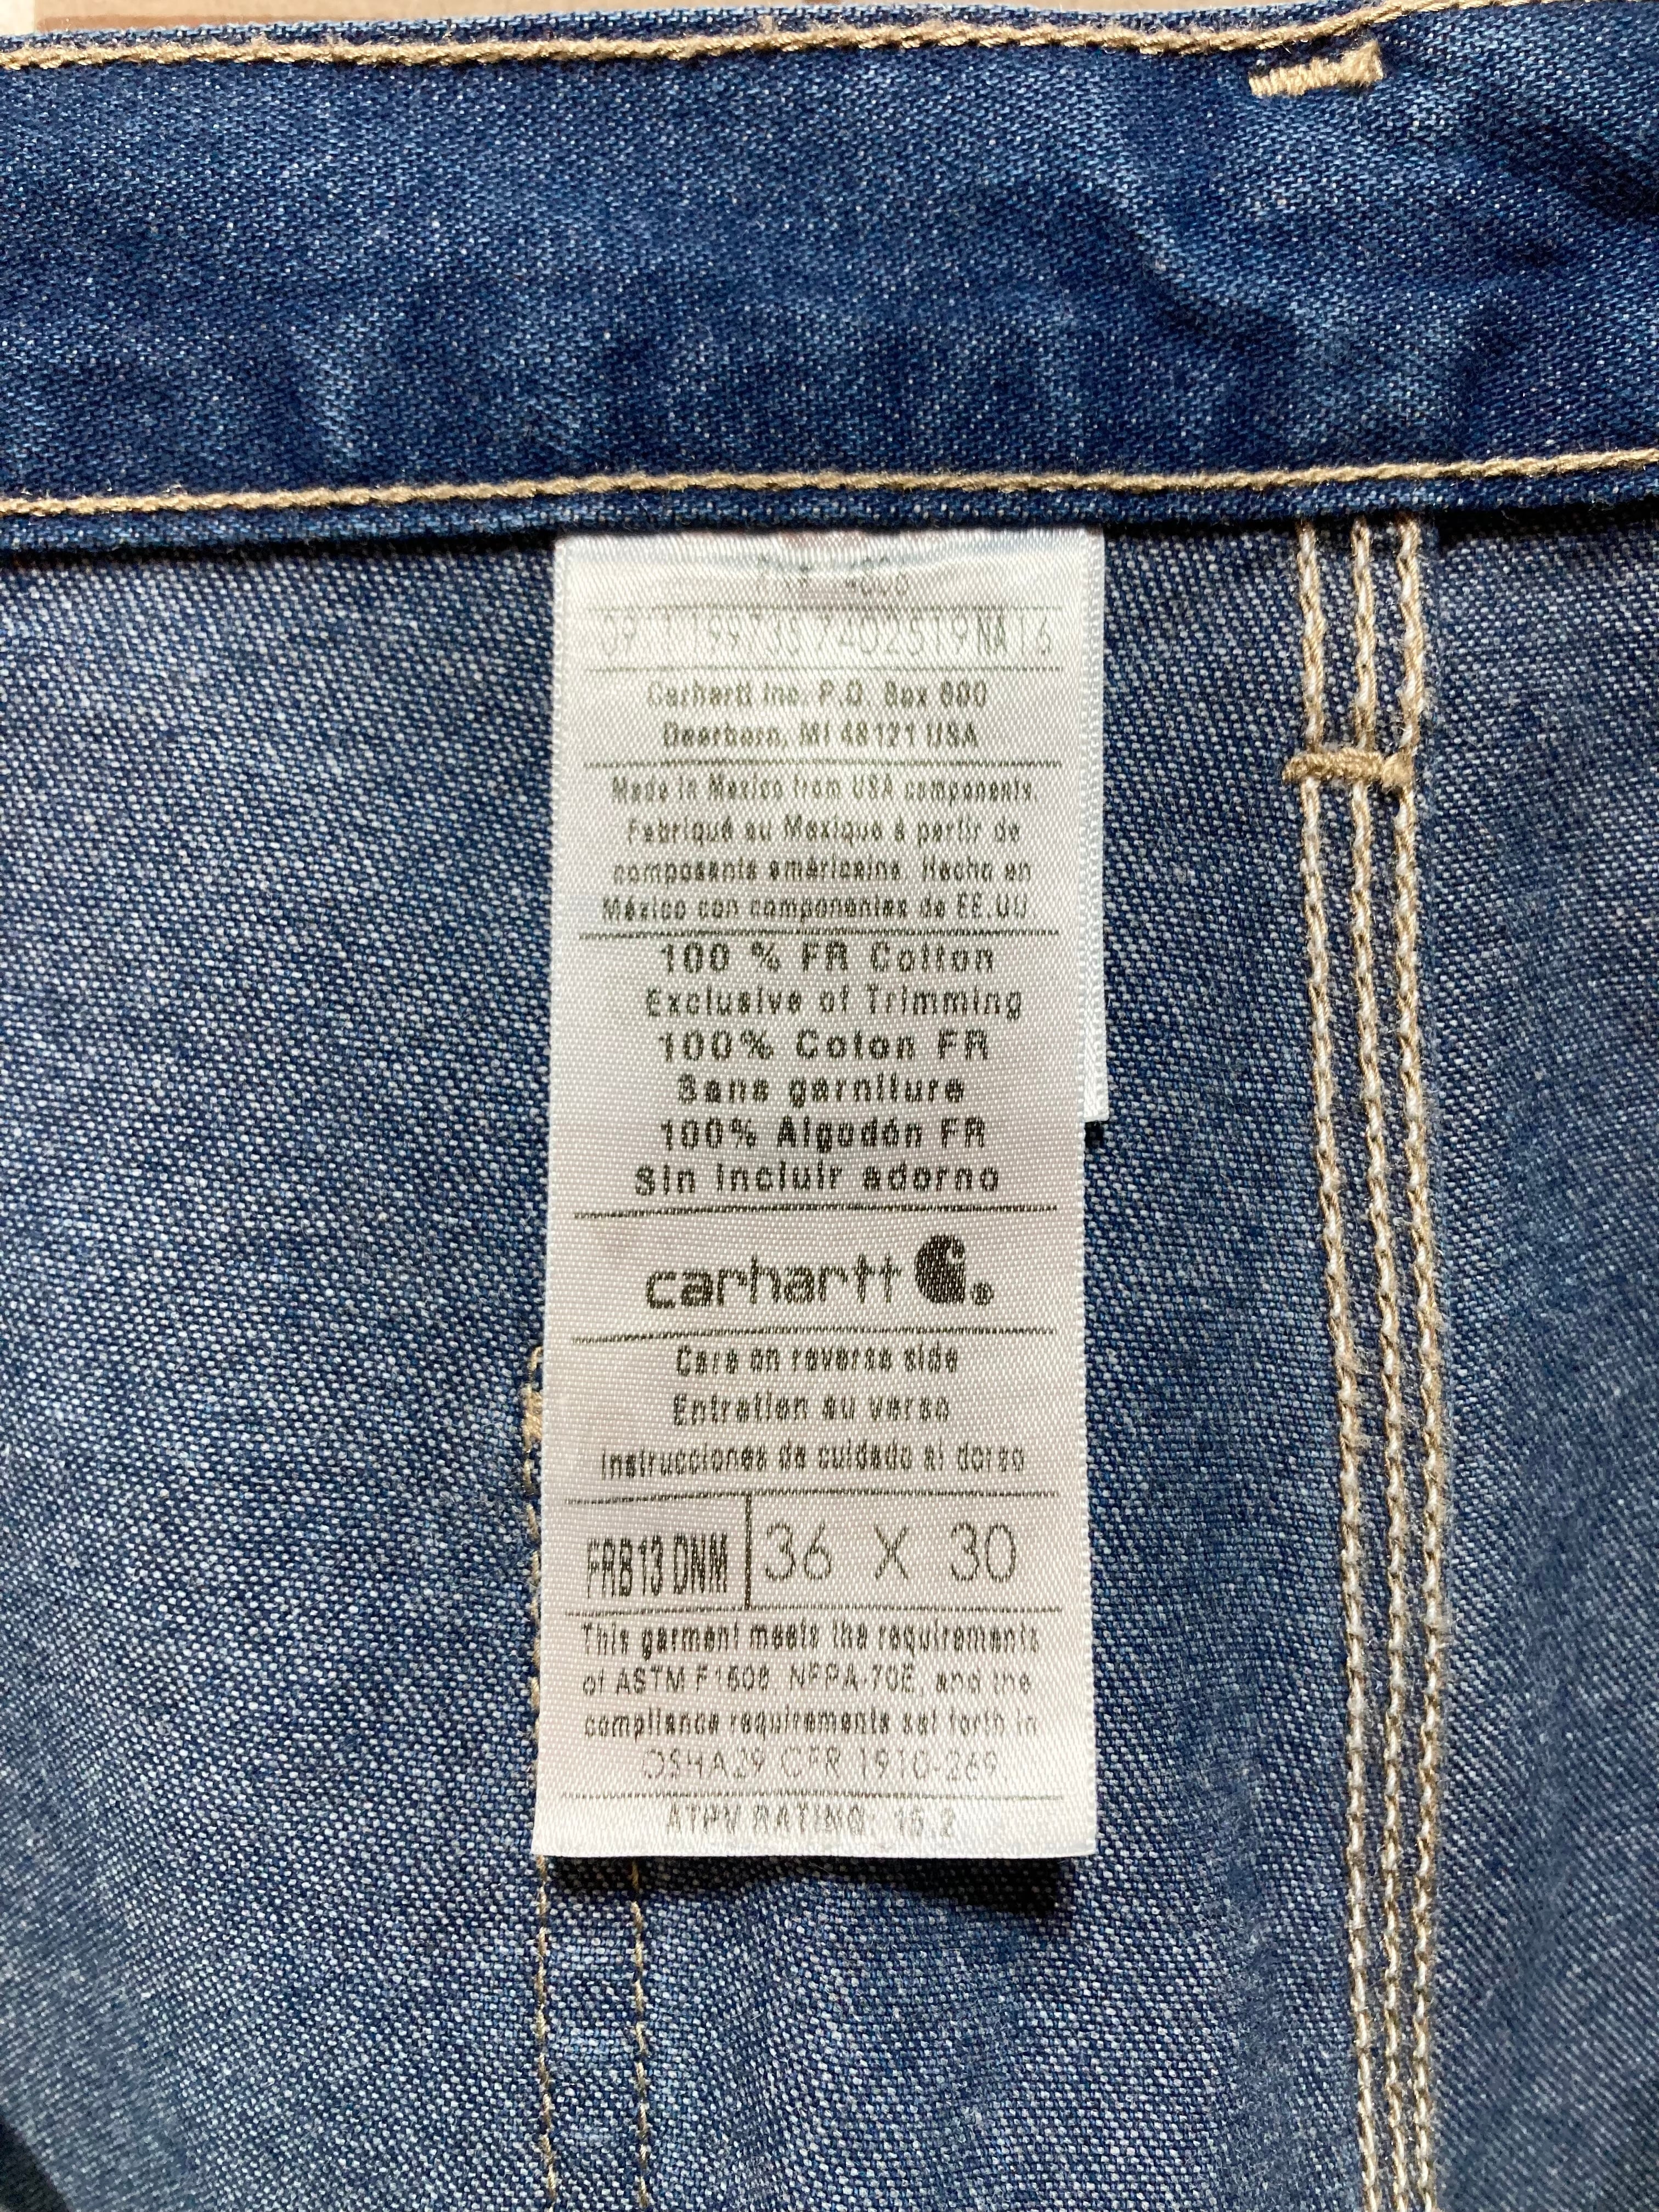 Carhartt Inc. P.O. Box 600
Dearborn, MI 48121 USA
Made in Mexico from USA components.
Fabriqué au Mexique à partir de
composants américains. Hecho en
México con componentes de EE.UU.
100 % FR Cotton
Exclusive of Trimming
100% Coton FR
Sans garniture
100% Algodón FR
Sin incluir adorno
carhartt ®
Care on reverse side
Entretien au verso
Instrucciones de cuidado al dorso
FRB13 DNM 36 X 30
This garment meets the requirements
of ASTM F1506, NFPA-70E, and the
compliance requirements set forth in
OSHA29 CFR 1910-269
ATPV RATING: 15.2